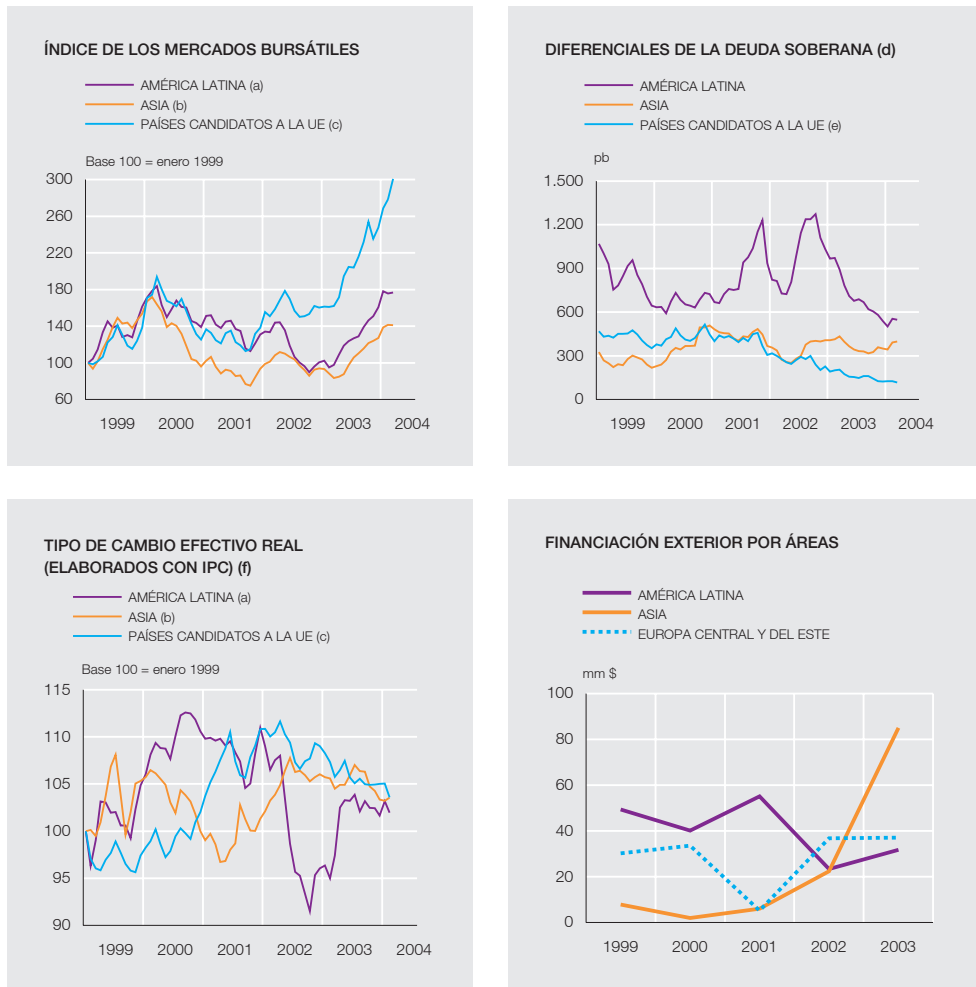 ÍNDICE DE LOS MERCADOS BURSÁTILES
AMÉRICA LATINA (a)
ASIA (b)
PAÍSES CANDIDATOS A LA UE (c)
Base 100 = enero 1999
300
260
220
180
140
100
60
1999 2000 2001 2002 2003 2004
DIFERENCIALES DE LA DEUDA SOBERANA (d)
AMÉRICA LATINA
ASIA
PAÍSES CANDIDATOS A LA UE (e)
pb
1.500
1.200
900
600
300
0
1999 2000 2001 2002 2003 2004
TIPO DE CAMBIO EFECTIVO REAL
(ELABORADOS CON IPC) (f)
AMÉRICA LATINA (a)
ASIA (b)
PAÍSES CANDIDATOS A LA UE (c)
Base 100 = enero 1999
115
110
105
100
95
90
1999 2000 2001 2002 2003 2004
FINANCIACIÓN EXTERIOR POR ÁREAS
AMÉRICA LATINA
ASIA
EUROPA CENTRAL Y DEL ESTE
mm $
100
80
60
40
20
0
1999 2000 2001 2002 2003